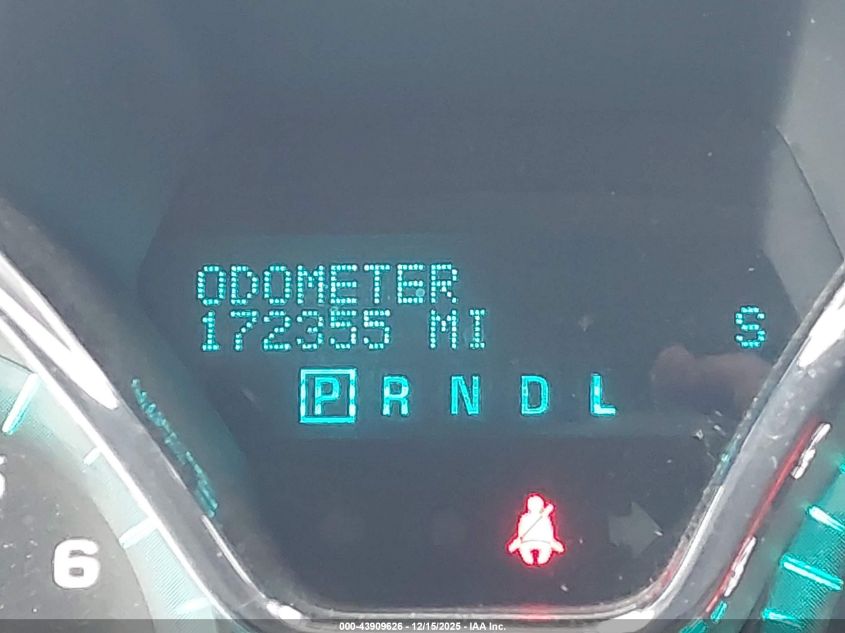 ODOMETER
172355 MI S
P R N D L
6
000-43909626 - 12/15/2025 - IAA Inc.